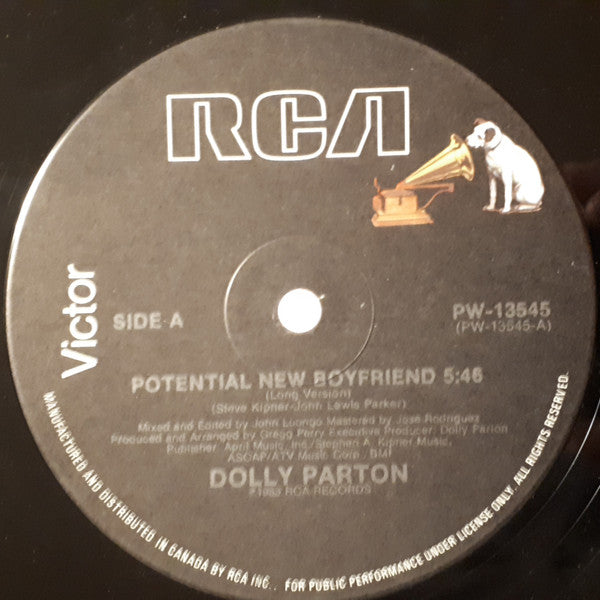 RCA
Victor
SIDE-A
PW-13545
(PW-13545-A)
POTENTIAL NEW BOYFRIEND 5:46
(Long Version)
(Steve Kipner-John Lewis Parker)
Mixed and Edited by John Luongo Mastered by José Rodriguez
Produced and Arranged by Gregg Perry Executive Producer: Dolly Parton
Publisher: April Music, Inc./Stephen A. Kipner Music,
ASCAP/ATV Music Corp./BMI
DOLLY PARTON
℗1983 RCA RECORDS
MANUFACTURED AND DISTRIBUTED IN CANADA BY RCA INC., FOR PUBLIC PERFORMANCE UNDER LICENSE ONLY. ALL RIGHTS RESERVED.